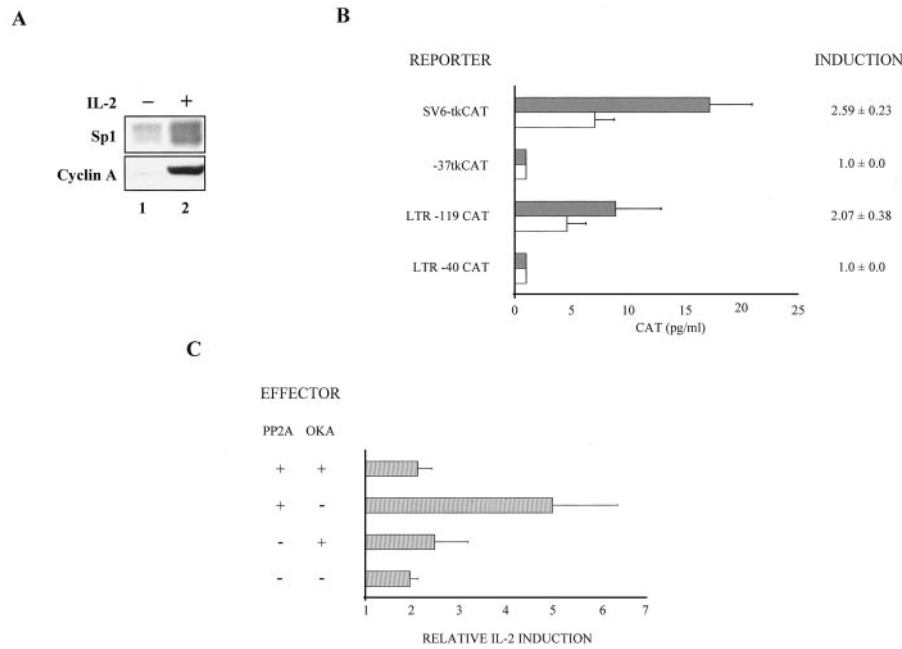 A
IL-2 – +
Sp1
Cyclin A
1 2
B
REPORTER INDUCTION
SV6-tkCAT 2.59 ± 0.23
-37tkCAT 1.0 ± 0.0
LTR -119 CAT 2.07 ± 0.38
LTR -40 CAT 1.0 ± 0.0
0 5 10 15 20 25
CAT (pg/ml)
C
EFFECTOR
PP2A OKA
+ +
+ -
- +
- -
1 2 3 4 5 6 7
RELATIVE IL-2 INDUCTION